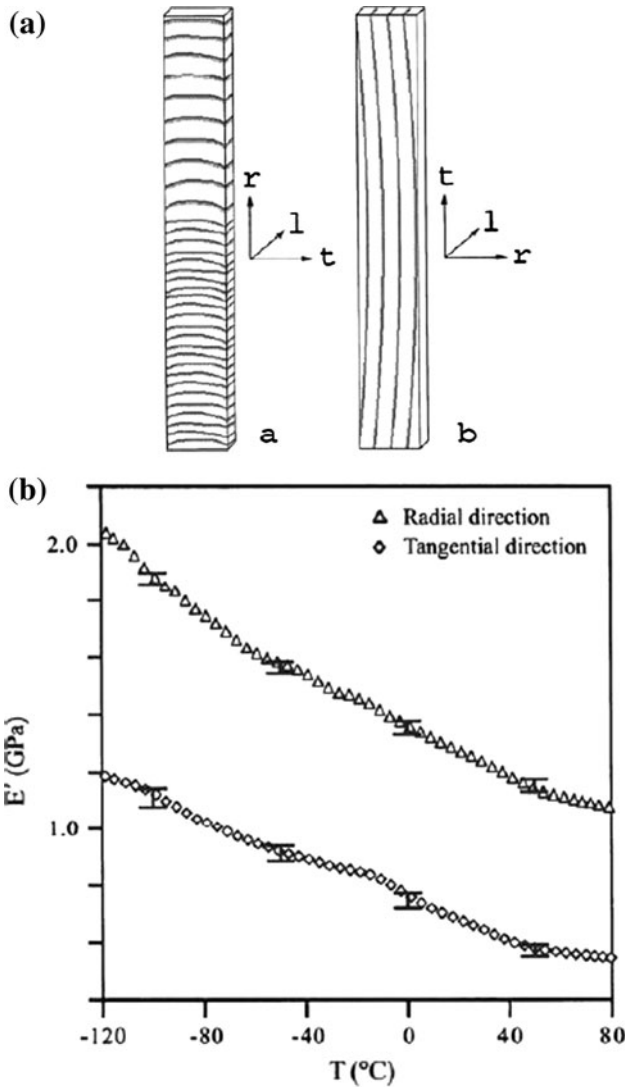 (a)
r
l
t
a
t
l
r
b
(b)
△ Radial direction
◇ Tangential direction
2.0
1.0
E' (GPa)
-120 -80 -40 0 40 80
T (°C)